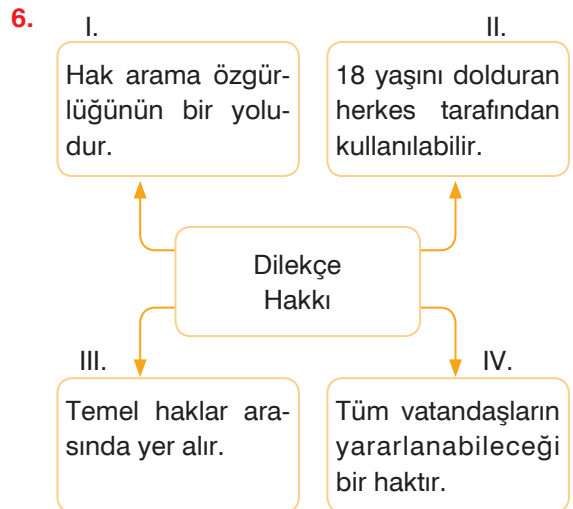 6.
I.
Hak arama özgür-
lüğünün bir yolu-
dur.
II.
18 yaşını dolduran
herkes tarafından
kullanılabilir.
Dilekçe
Hakkı
III.
Temel haklar ara-
sında yer alır.
IV.
Tüm vatandaşların
yararlanabileceği
bir haktır.